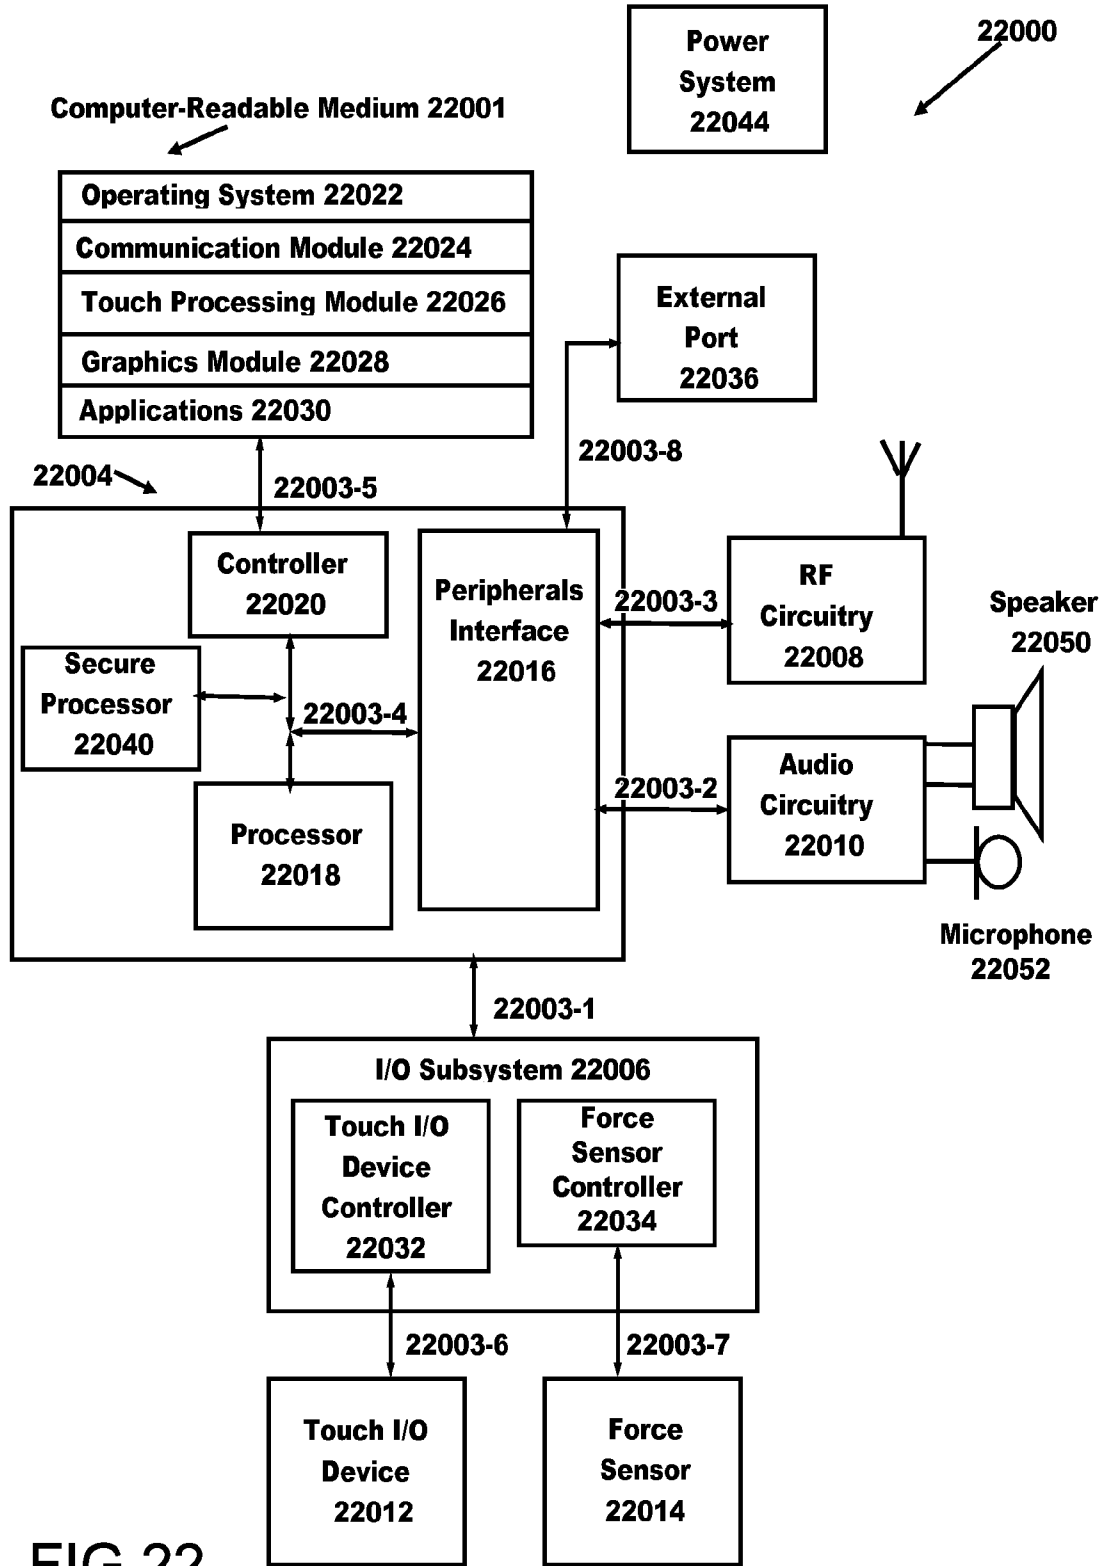 Power
System
22044
22000
Computer-Readable Medium 22001
Operating System 22022
Communication Module 22024
Touch Processing Module 22026
Graphics Module 22028
Applications 22030
External
Port
22036
22003-8
22004
22003-5
Controller
22020
Peripherals
Interface
22016
22003-3
RF
Circuitry
22008
Speaker
22050
Secure
Processor
22040
22003-4
22003-2
Audio
Circuitry
22010
Processor
22018
Microphone
22052
22003-1
I/O Subsystem 22006
Touch I/O
Device
Controller
22032
Force
Sensor
Controller
22034
22003-6
22003-7
Touch I/O
Device
22012
Force
Sensor
22014
FIG 22